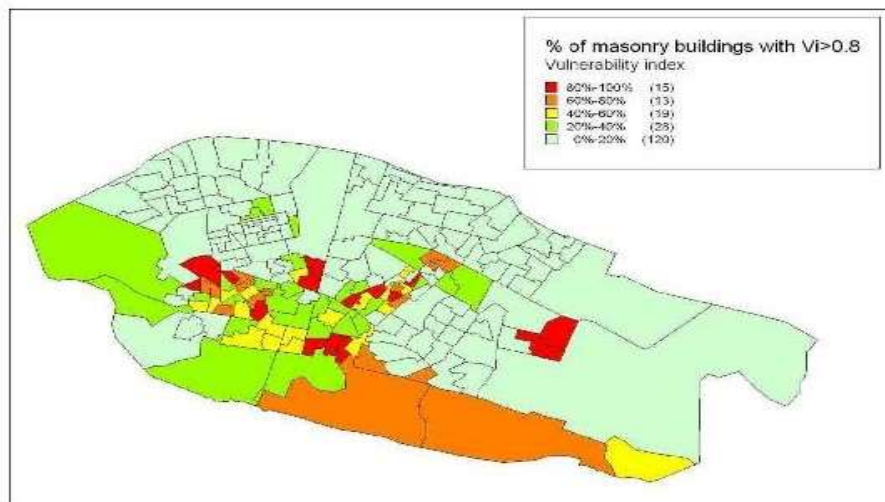 % of masonry buildings with Vi>0.8
Vulnerability index
80%-100% (15)
60%-80% (13)
40%-60% (19)
20%-40% (28)
0%-20% (120)